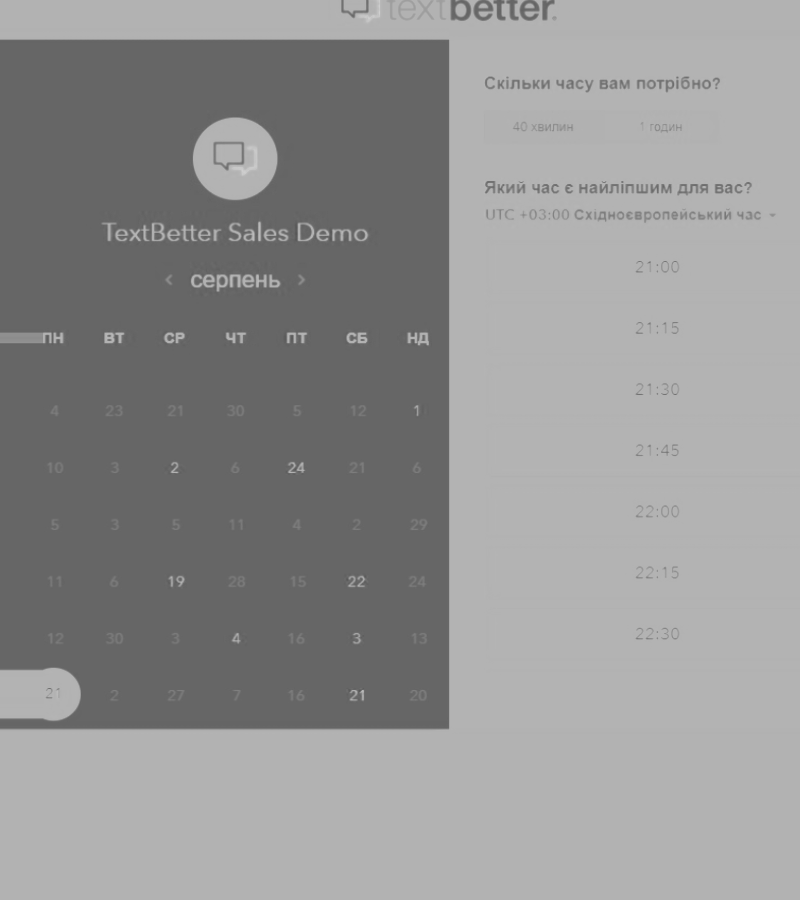 textbetter.
TextBetter Sales Demo
‹ серпень ›
ПН ВТ СР ЧТ ПТ СБ НД
4 23 21 30 5 12 1
10 3 2 6 24 21 6
5 3 5 11 4 2 29
11 6 19 28 15 22 24
12 30 3 4 16 3 13
21 2 27 7 16 21 20
Скільки часу вам потрібно?
40 хвилин 1 годин
Який час є найліпшим для вас?
UTC +03:00 Східноєвропейський час
21:00
21:15
21:30
21:45
22:00
22:15
22:30